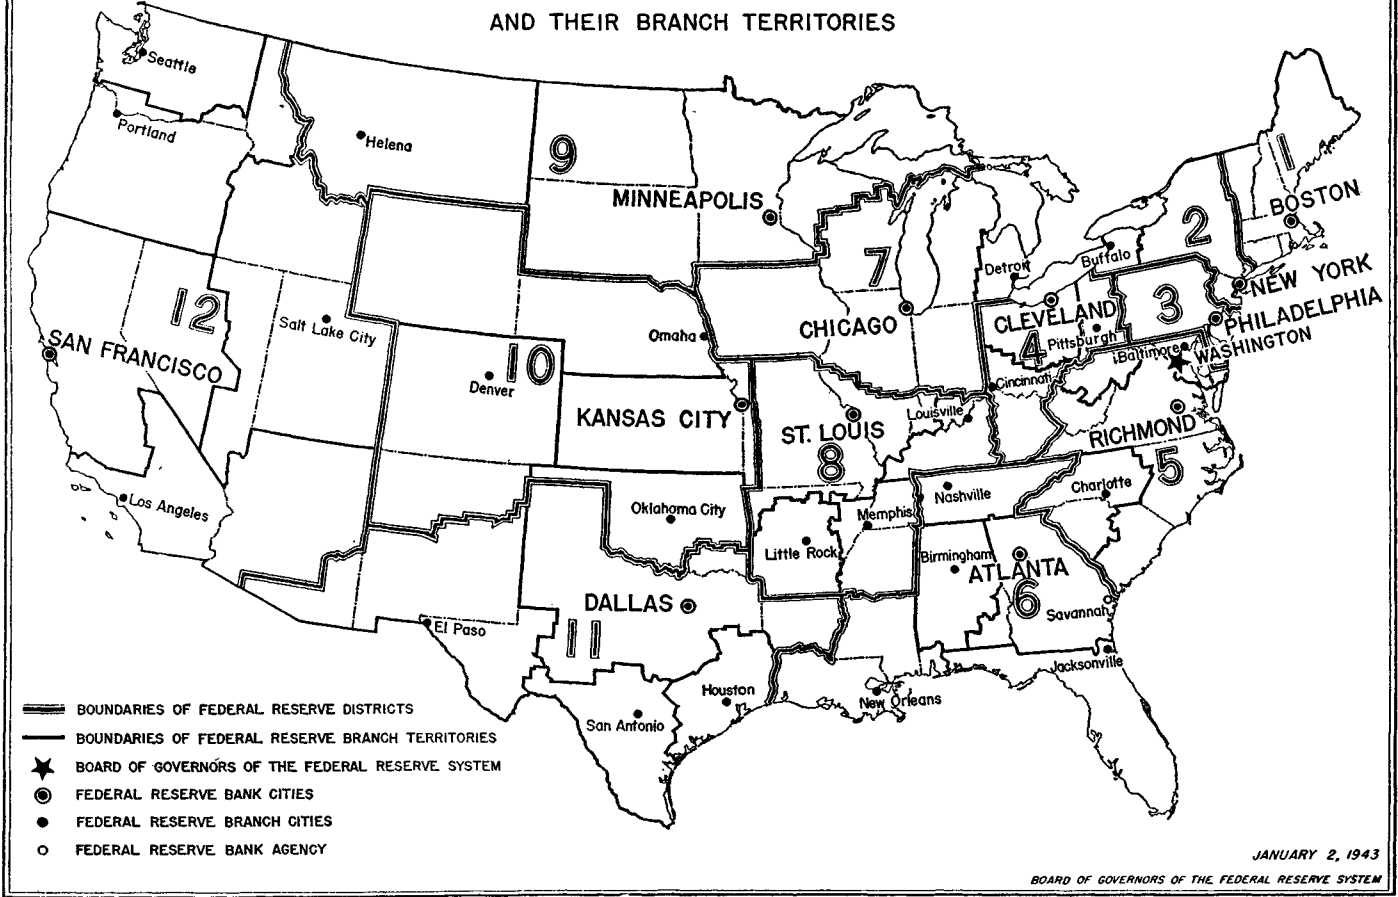 AND THEIR BRANCH TERRITORIES
Seattle
Portland
Helena
9
MINNEAPOLIS
1
BOSTON
2
Buffalo
7
Detroit
NEW YORK
3
PHILADELPHIA
12
Salt Lake City
SAN FRANCISCO
Omaha
CHICAGO
CLEVELAND
4
Pittsburgh
Baltimore
WASHINGTON
10
Denver
Cincinnati
KANSAS CITY
Louisville
ST. LOUIS
8
RICHMOND
5
Los Angeles
Oklahoma City
Nashville
Charlotte
Memphis
Little Rock
Birmingham
ATLANTA
6
Savannah
DALLAS
11
El Paso
Jacksonville
Houston
New Orleans
San Antonio
BOUNDARIES OF FEDERAL RESERVE DISTRICTS
BOUNDARIES OF FEDERAL RESERVE BRANCH TERRITORIES
BOARD OF GOVERNORS OF THE FEDERAL RESERVE SYSTEM
FEDERAL RESERVE BANK CITIES
FEDERAL RESERVE BRANCH CITIES
FEDERAL RESERVE BANK AGENCY
JANUARY 2, 1943
BOARD OF GOVERNORS OF THE FEDERAL RESERVE SYSTEM